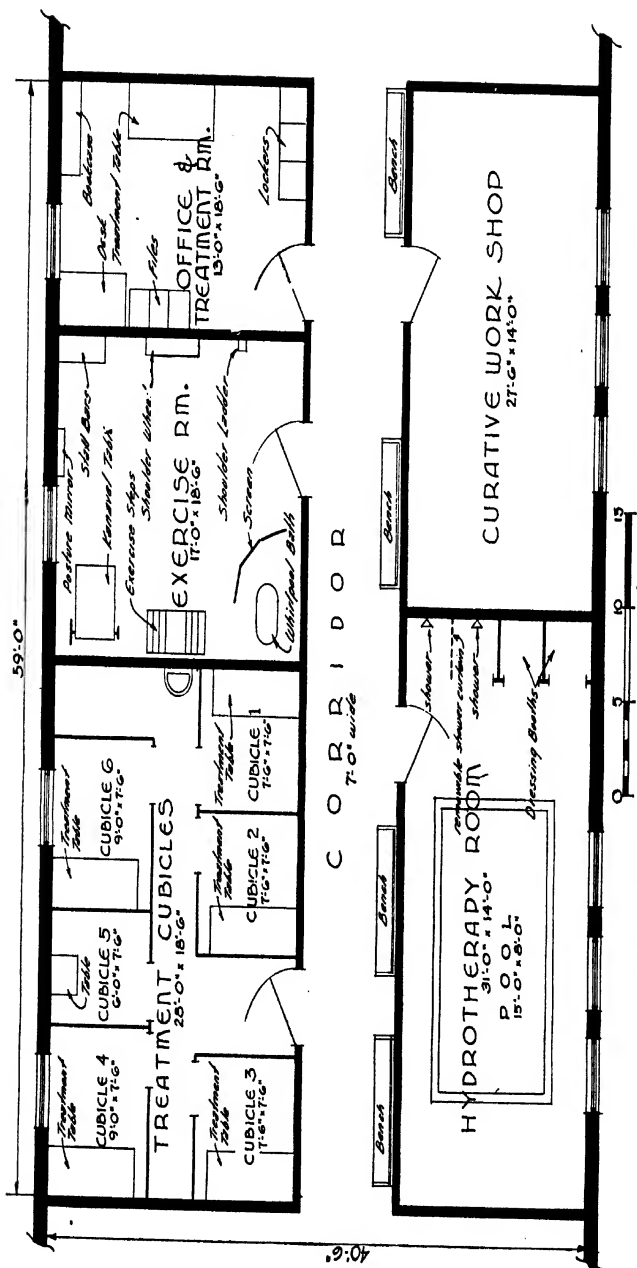 59'-0"
40'-6"
Treatment
Table
CUBICLE 4
9'-0" x 7'-6"
Table
CUBICLE 5
6'-0" x 7'-6"
Treatment
Table
CUBICLE 6
9'-0" x 7'-6"
TREATMENT CUBICLES
28'-0" x 18'-6"
Treatment
Table
CUBICLE 3
7'-6" x 7'-6"
Treatment
Table
CUBICLE 2
7'-6" x 7'-6"
Treatment
Table
CUBICLE 1
7'-6" x 7'-6"
Posture Mirror
Stall Bars
Kanavel Table
Exercise Steps
Shoulder Wheel
EXERCISE RM.
17'-0" x 18'-6"
Shoulder Ladder
Screen
Whirlpool Bath
Bookcase
Desk
Treatment Table
Files
OFFICE &
TREATMENT RM.
13'-0" x 18'-6"
Lockers
CORRIDOR
7'-0" wide
Bench
Bench
Bench
Bench
shower
removable shower curtain
shower
Dressing Booths
HYDROTHERAPY ROOM
31'-0" x 14'-0"
POOL
15'-0" x 8'-0"
CURATIVE WORK SHOP
27'-6" x 14'-0"
0 5 10 15